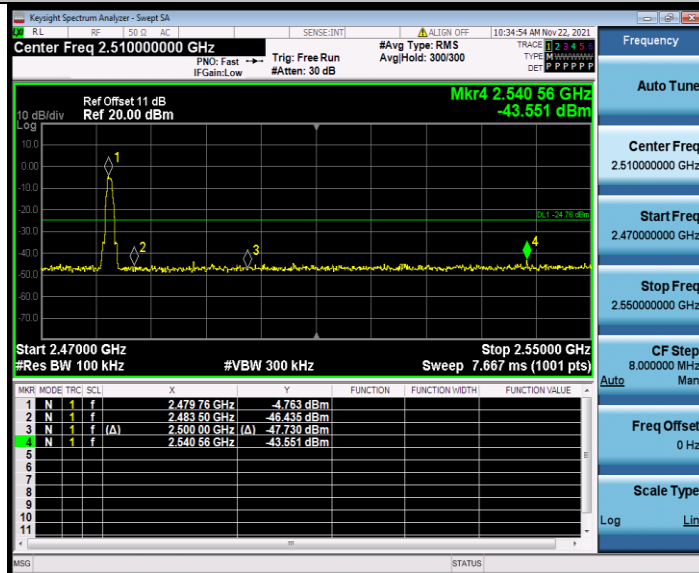 Keysight Spectrum Analyzer - Swept SA
RL RF 50 Ω AC SENSE:INT ALIGN OFF 10:34:54 AM Nov 22, 2021
Center Freq 2.510000000 GHz #Avg Type: RMS TRACE 1 2 3 4 5 6
PNO: Fast Trig: Free Run Avg|Hold: 300/300 TYPE M W W W W W
IFGain:Low #Atten: 30 dB DET P P P P P P
Mkr4 2.540 56 GHz
-43.551 dBm
Ref Offset 11 dB
10 dB/div Ref 20.00 dBm
Log
10.0
0.00
-10.0
-20.0
-30.0
-40.0
-50.0
-60.0
-70.0
1
2
3
4
DL1 -24.76 dBm
Start 2.47000 GHz Stop 2.55000 GHz
#Res BW 100 kHz #VBW 300 kHz Sweep 7.667 ms (1001 pts)
MKR MODE TRC SCL X Y FUNCTION FUNCTION WIDTH FUNCTION VALUE
1 N 1 f 2.479 76 GHz -4.763 dBm
2 N 1 f 2.483 50 GHz -46.435 dBm
3 N 1 f (Δ) 2.500 00 GHz (Δ) -47.730 dBm
4 N 1 f 2.540 56 GHz -43.551 dBm
5
6
7
8
9
10
11
MSG STATUS
Frequency
Auto Tune
Center Freq
2.510000000 GHz
Start Freq
2.470000000 GHz
Stop Freq
2.550000000 GHz
CF Step
8.000000 MHz
Auto Man
Freq Offset
0 Hz
Scale Type
Log Lin